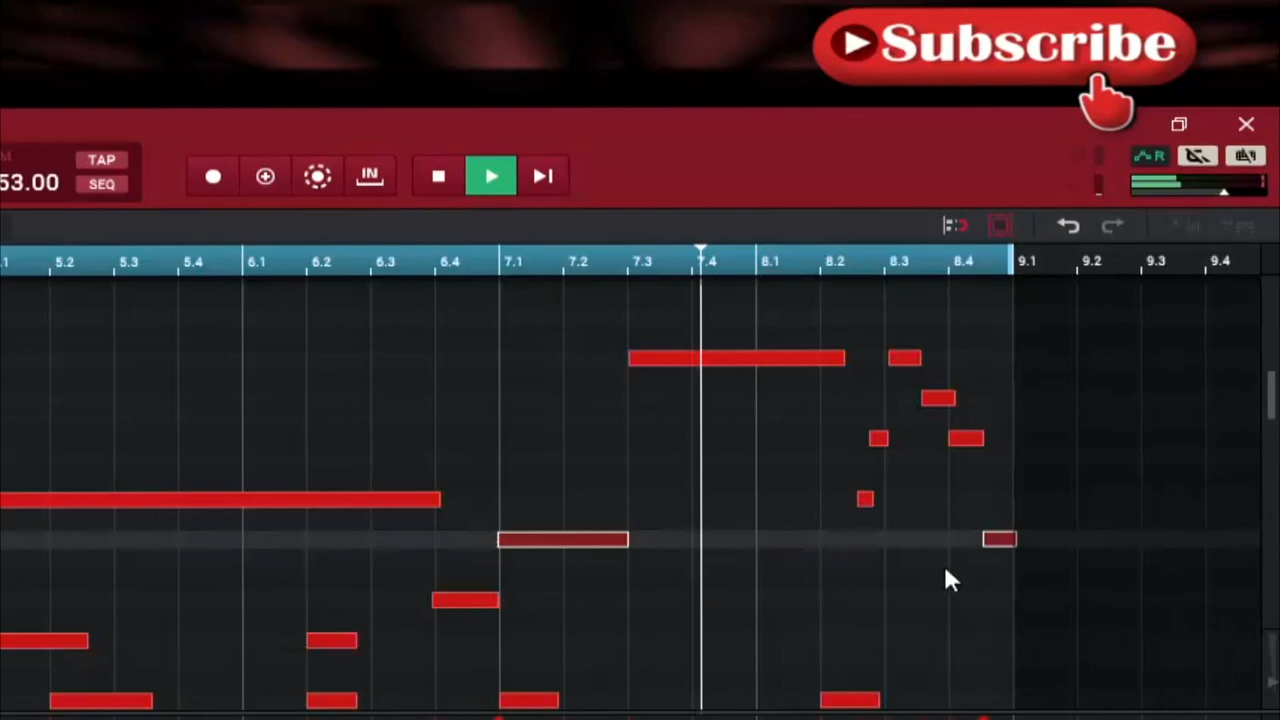 Subscribe
TAP
53.00
SEQ
IN
R
.1 5.2 5.3 5.4 6.1 6.2 6.3 6.4 7.1 7.2 7.3 7.4 8.1 8.2 8.3 8.4 9.1 9.2 9.3 9.4